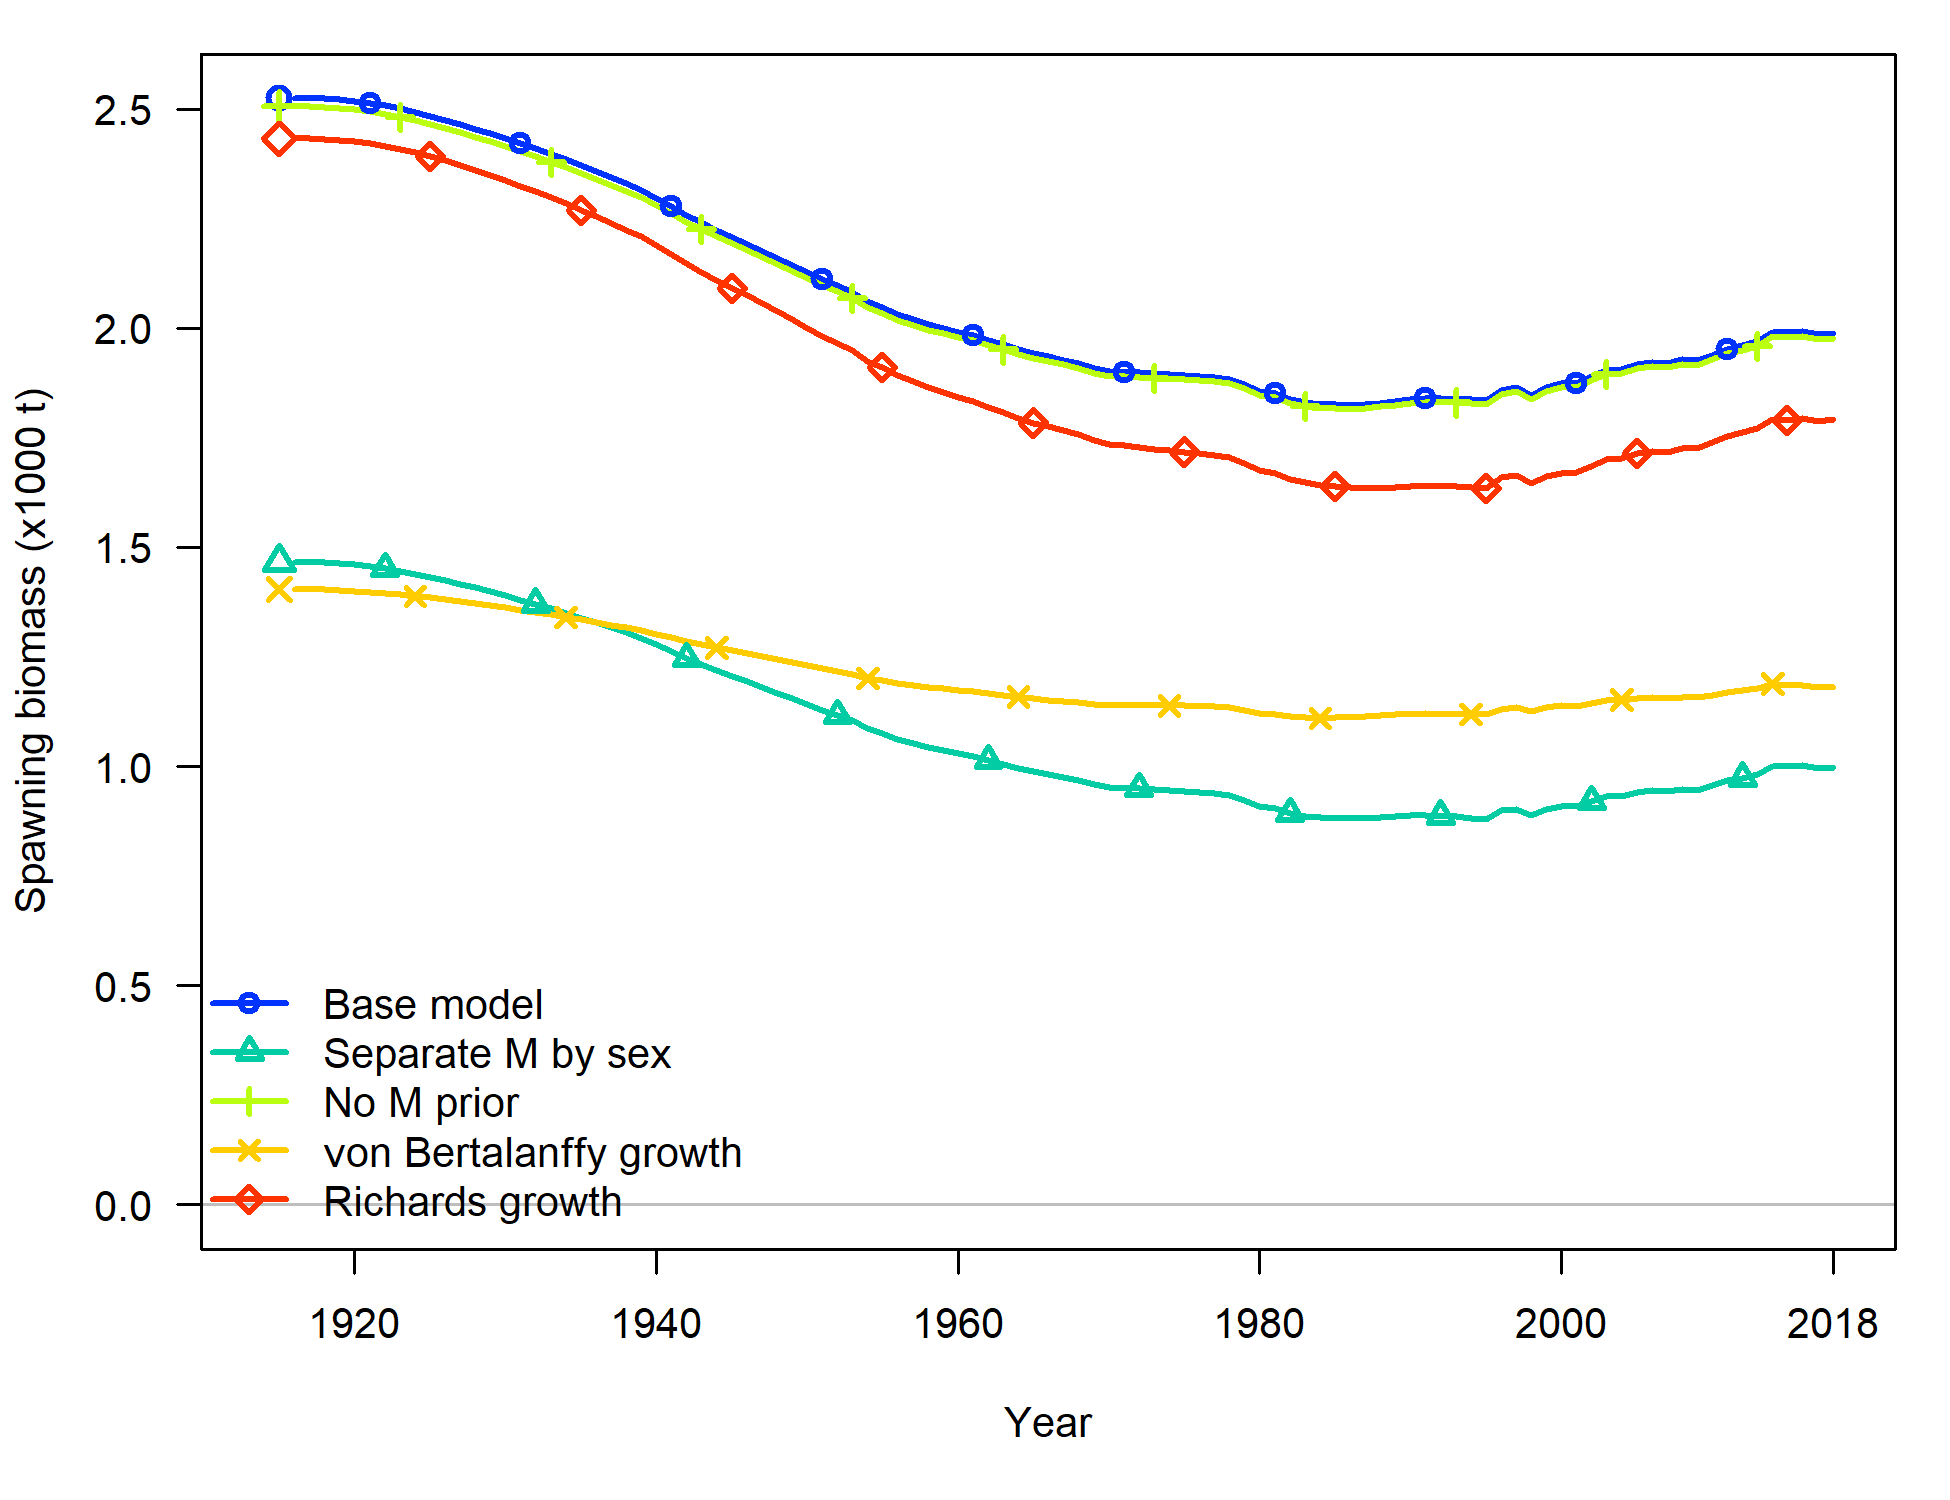 Spawning biomass (x1000 t)
2.5
2.0
1.5
1.0
0.5
0.0
Base model
Separate M by sex
No M prior
von Bertalanffy growth
Richards growth
1920 1940 1960 1980 2000 2018
Year